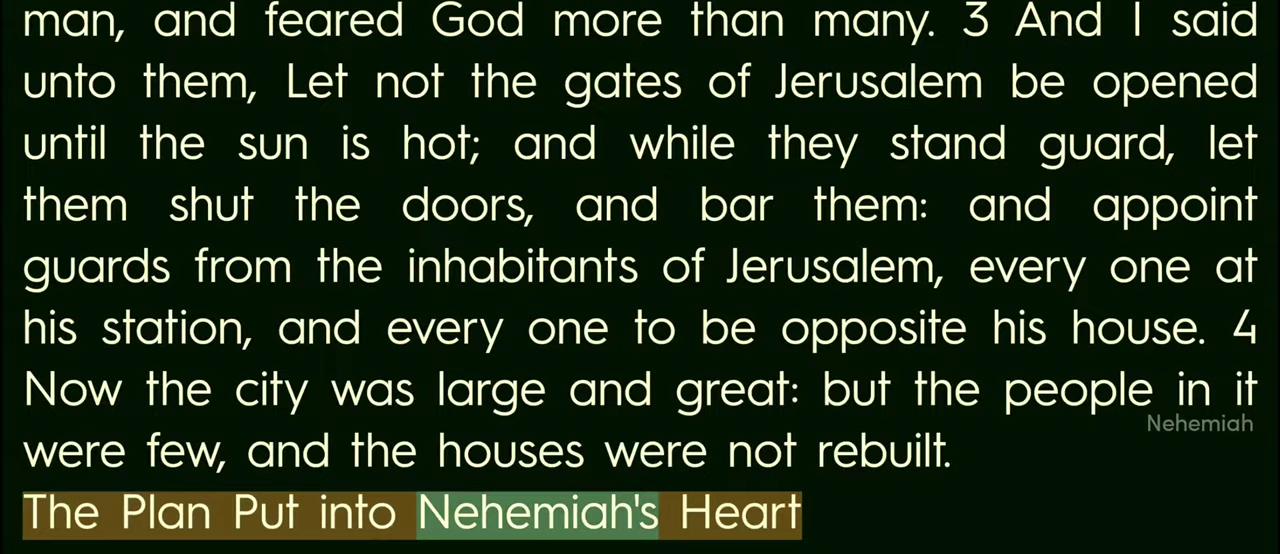 man, and feared God more than many. 3 And I said
unto them, Let not the gates of Jerusalem be opened
until the sun is hot; and while they stand guard, let
them shut the doors, and bar them: and appoint
guards from the inhabitants of Jerusalem, every one at
his station, and every one to be opposite his house. 4
Now the city was large and great: but the people in it
Nehemiah
were few, and the houses were not rebuilt.
The Plan Put into Nehemiah's Heart